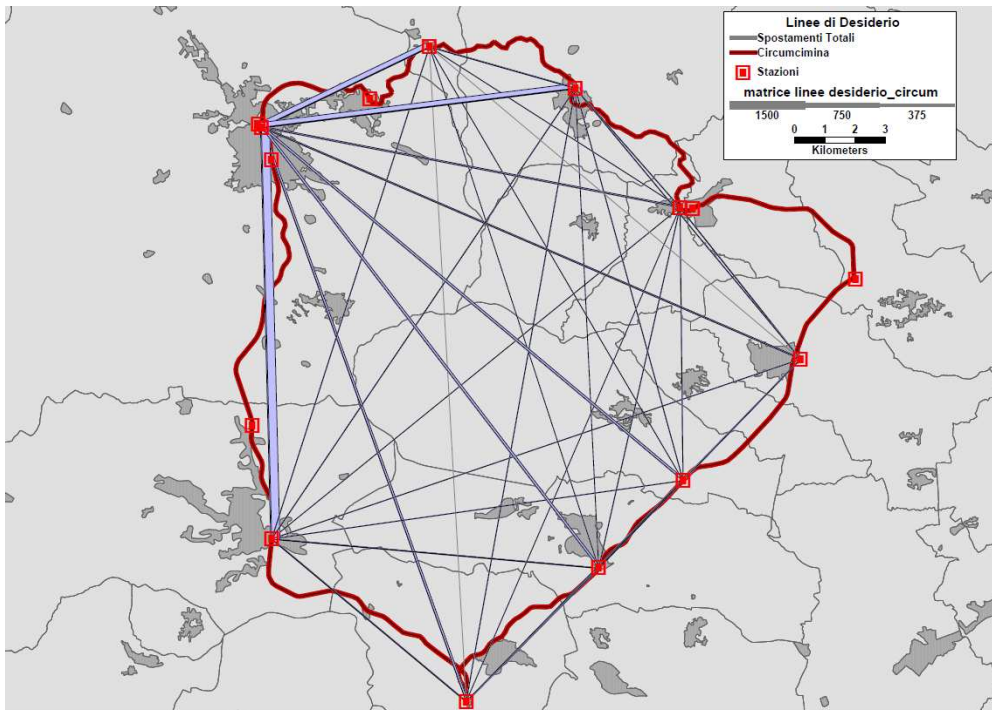 Linee di Desiderio
Spostamenti Totali
Circumcimina
Stazioni
matrice linee desiderio_circum
1500 750 375
0 1 2 3
Kilometers